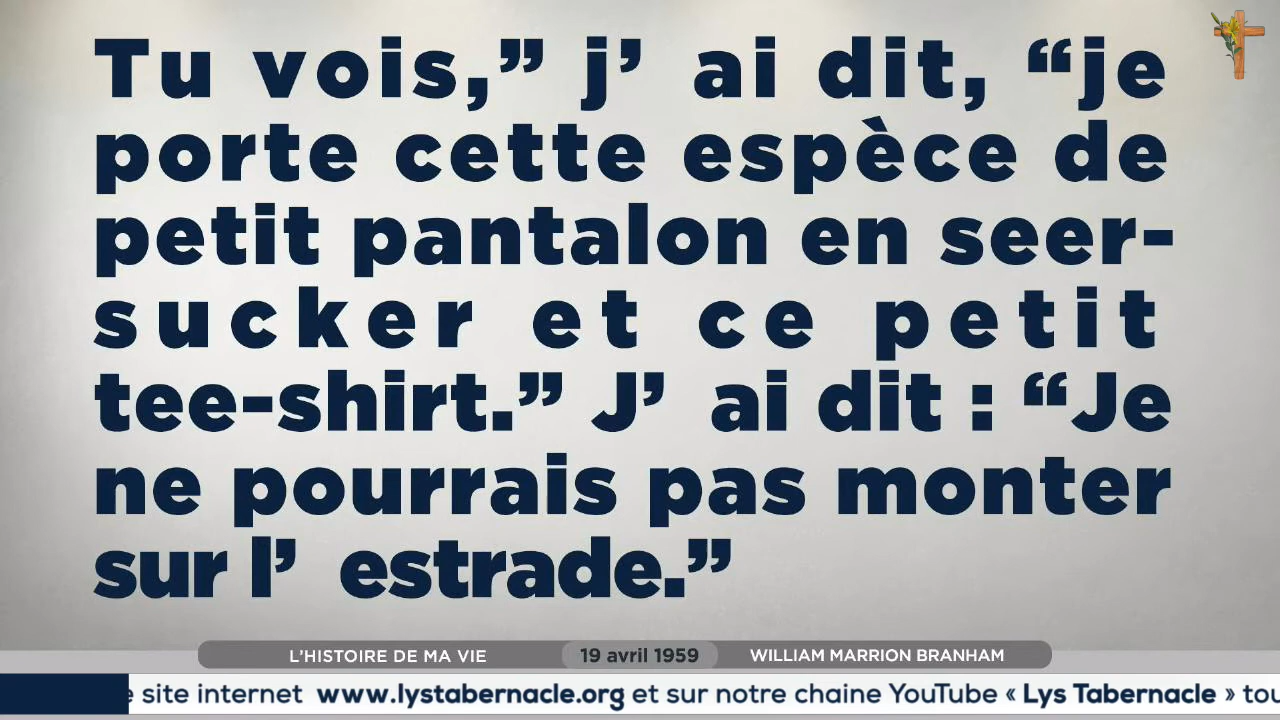 Tu vois,” j’ ai dit, “je
porte cette espèce de
petit pantalon en seer-
sucker et ce petit
tee-shirt.” J’ ai dit : “Je
ne pourrais pas monter
sur l’ estrade.”
L’HISTOIRE DE MA VIE 19 avril 1959 WILLIAM MARRION BRANHAM
site internet www.lystabernacle.org et sur notre chaine YouTube « Lys Tabernacle »